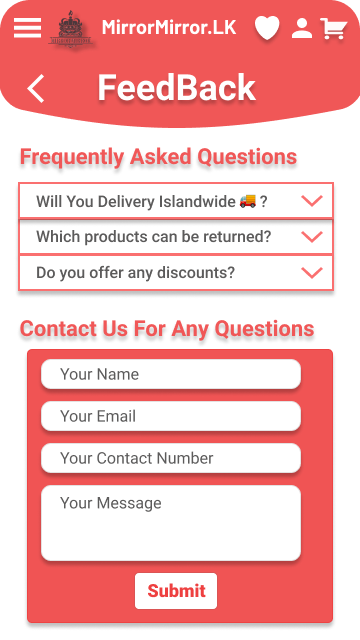 MirrorMirror.LK
FeedBack
Frequently Asked Questions
Will You Delivery Islandwide 🚚 ?
Which products can be returned?
Do you offer any discounts?
Contact Us For Any Questions
Your Name
Your Email
Your Contact Number
Your Message
Submit